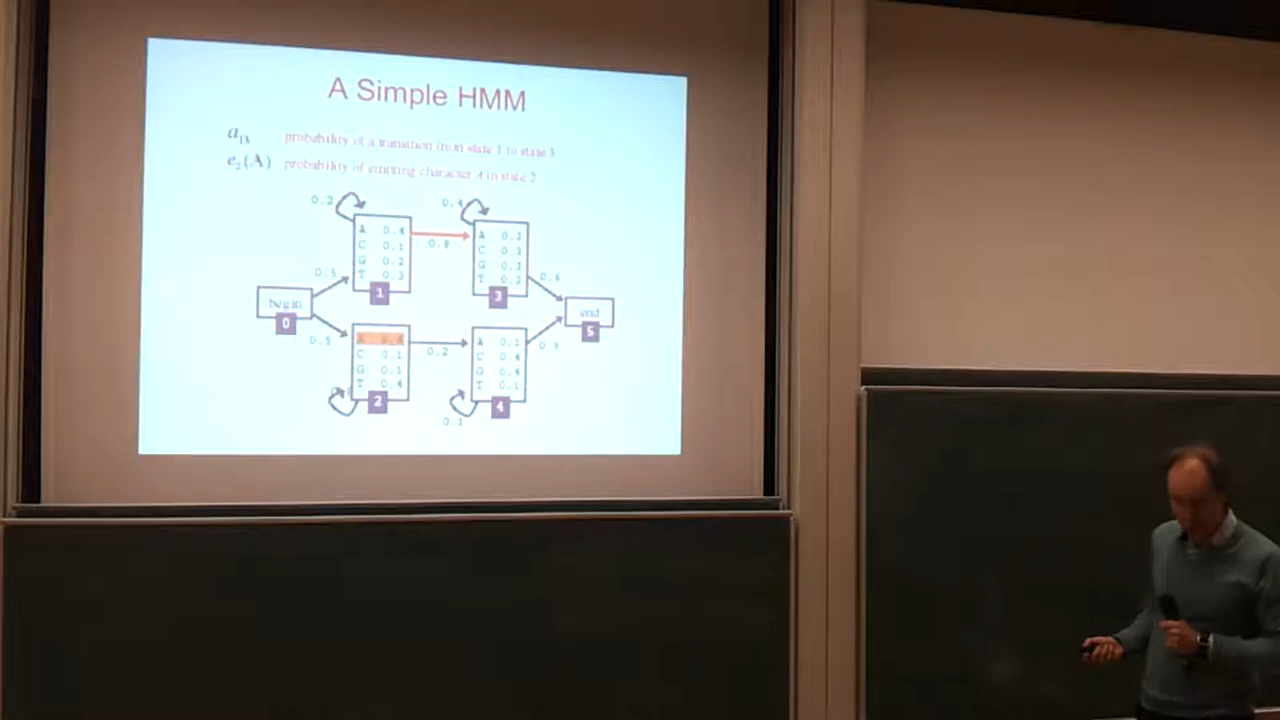 A Simple HMM
a13 probability of a transition from state 1 to state 3
e2(A) probability of emitting character A in state 2
0.2
0.4
A 0.4
C 0.1
G 0.2
T 0.3
1
0.8
A 0.2
C 0.3
G 0.3
T 0.2
3
0.5
0.6
begin
0
end
5
0.5
C 0.1
G 0.1
T 0.4
2
0.2
A 0.1
C 0.4
G 0.4
T 0.1
4
0.9
0.1